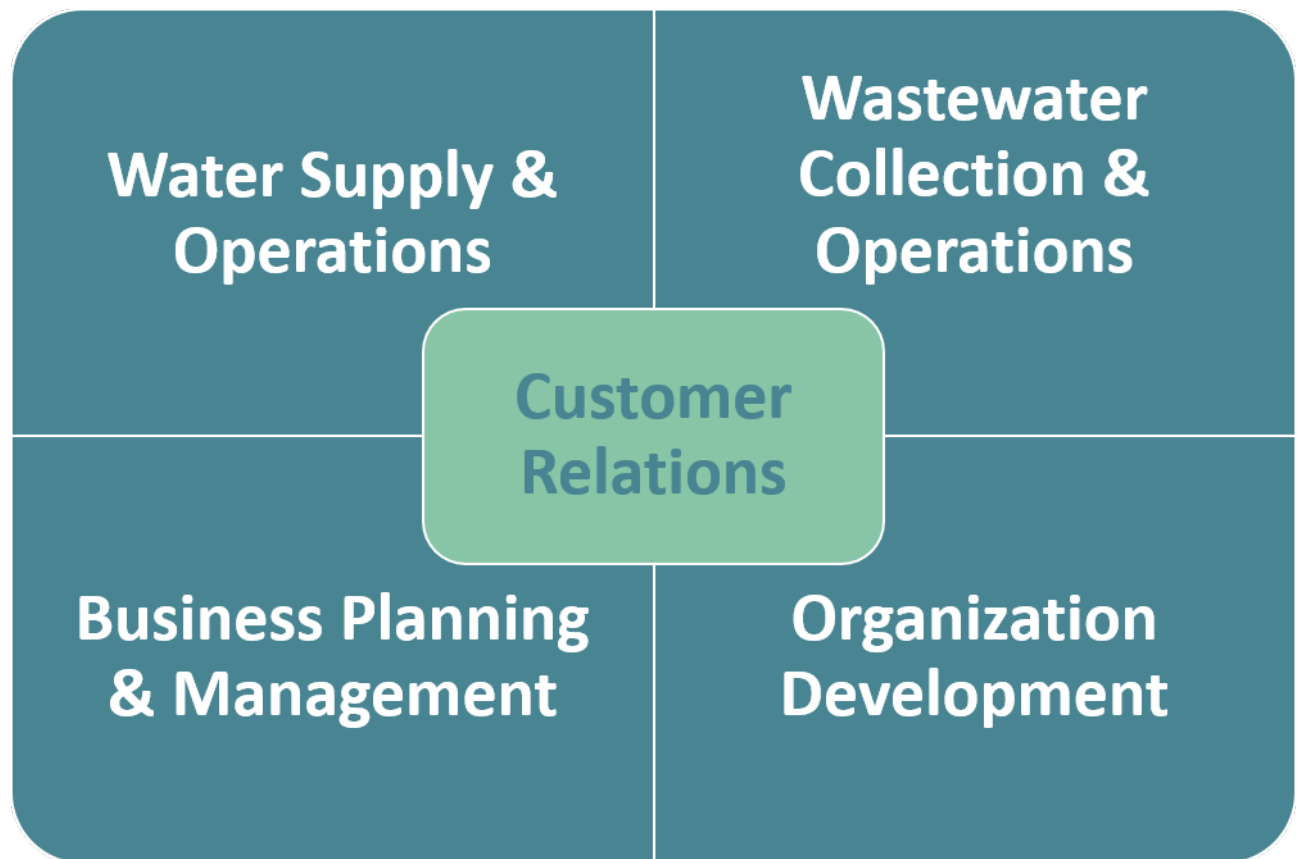 Water Supply &
Operations
Wastewater
Collection &
Operations
Customer
Relations
Business Planning
& Management
Organization
Development